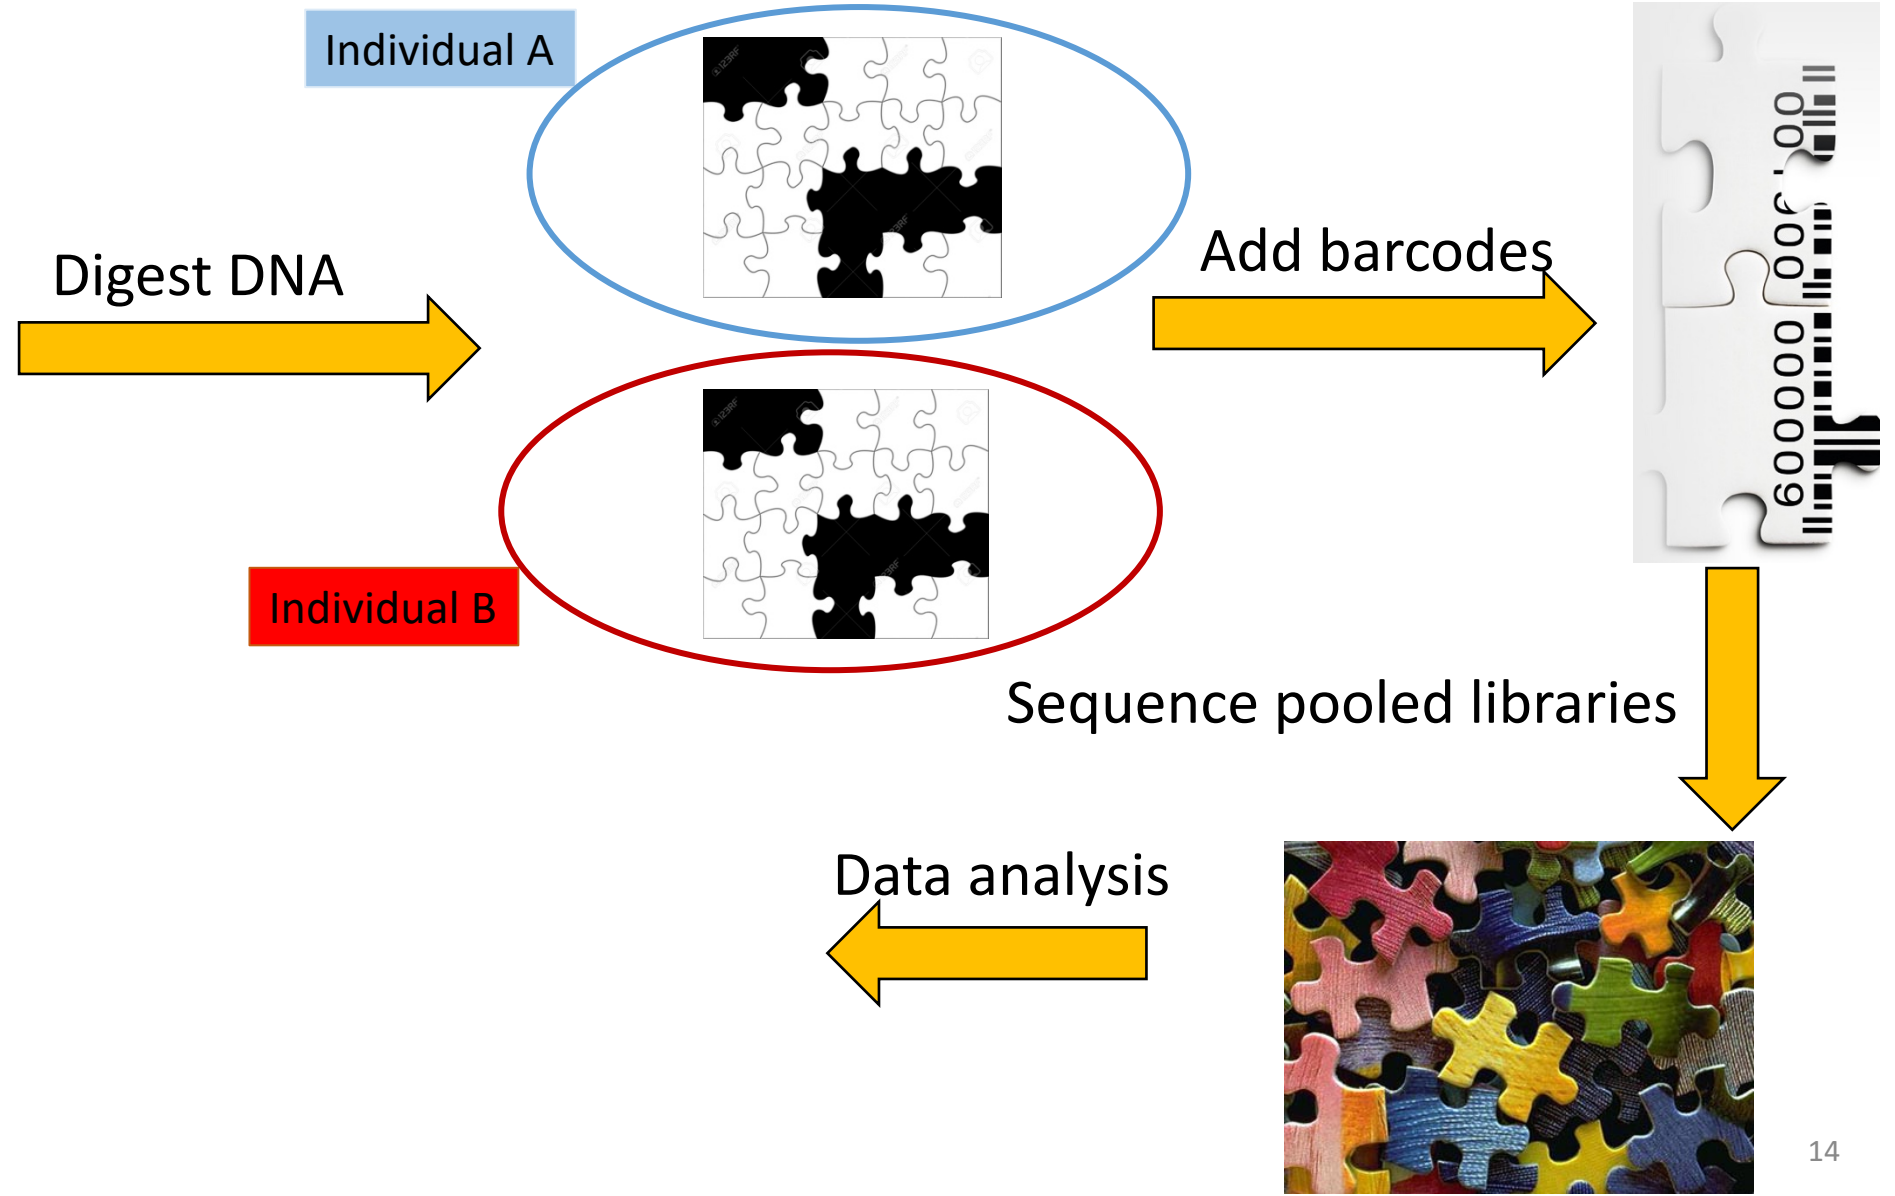 Individual A
Digest DNA
Add barcodes
Individual B
Sequence pooled libraries
Data analysis
14